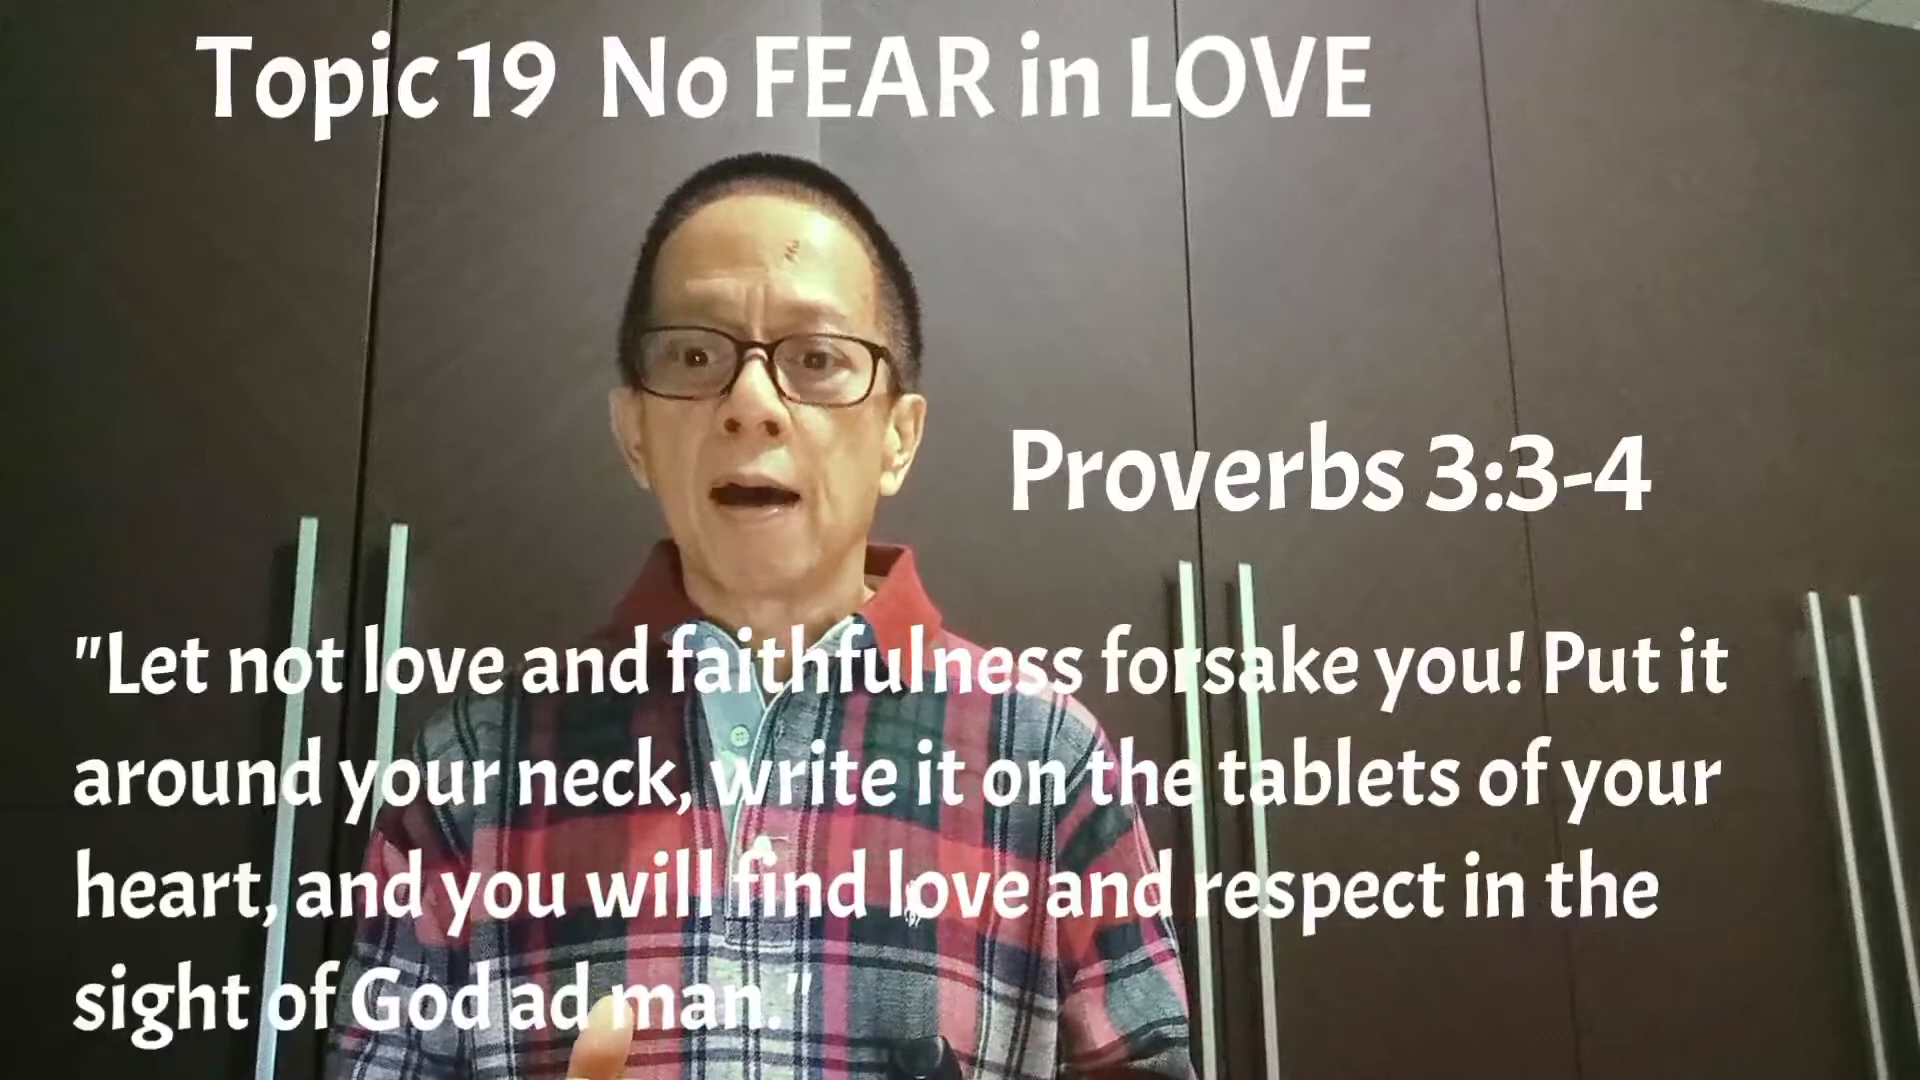 Topic 19 No FEAR in LOVE
Proverbs 3:3-4
"Let not love and faithfulness forsake you! Put it
around your neck, write it on the tablets of your
heart, and you will find love and respect in the
sight of God ad man."